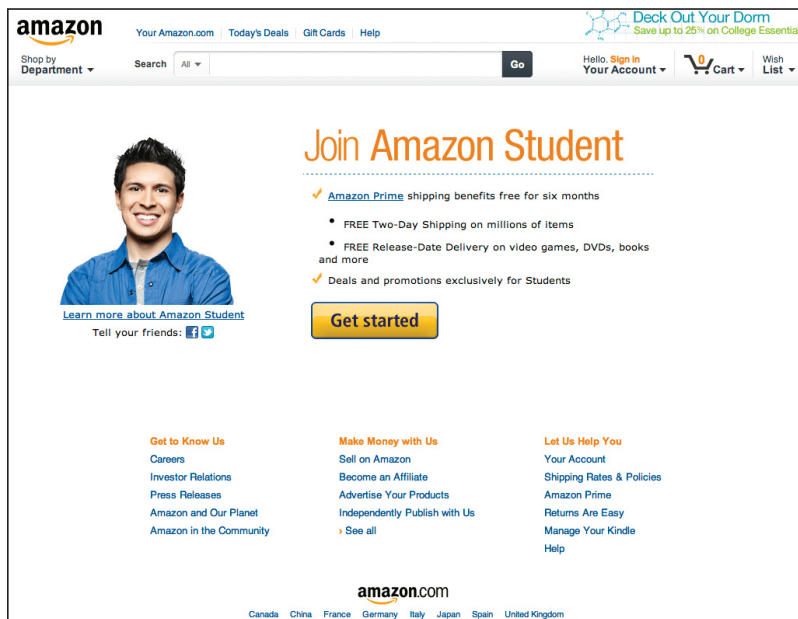 amazon
Your Amazon.com Today's Deals Gift Cards Help
Deck Out Your Dorm
Save up to 25% on College Essentia
Shop by
Department
Search All Go
Hello. Sign in
Your Account
0
Cart
Wish
List
Join Amazon Student
Amazon Prime shipping benefits free for six months
• FREE Two-Day Shipping on millions of items
• FREE Release-Date Delivery on video games, DVDs, books
and more
Deals and promotions exclusively for Students
Get started
Learn more about Amazon Student
Tell your friends:
Get to Know Us
Careers
Investor Relations
Press Releases
Amazon and Our Planet
Amazon in the Community
Make Money with Us
Sell on Amazon
Become an Affiliate
Advertise Your Products
Independently Publish with Us
› See all
Let Us Help You
Your Account
Shipping Rates & Policies
Amazon Prime
Returns Are Easy
Manage Your Kindle
Help
amazon.com
Canada China France Germany Italy Japan Spain United Kingdom